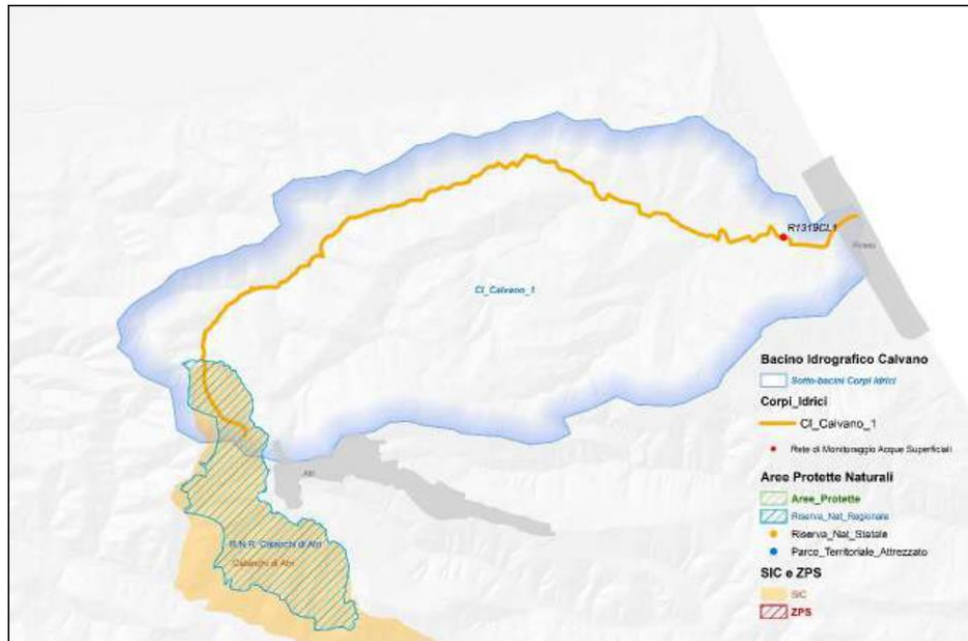 R1319CL1
Pineto
CI_Calvano_1
Atri
R.N.R. Calanchi di Atri
Calanchi di Atri
Bacino Idrografico Calvano
Sotto-bacini Corpi Idrici
Corpi_Idrici
CI_Calvano_1
Rete di Monitoraggio Acque Superficiali
Aree Protette Naturali
Aree_Protette
Riserva_Nat_Regionale
Riserva_Nat_Statale
Parco_Territoriale_Attrezzato
SIC e ZPS
SIC
ZPS